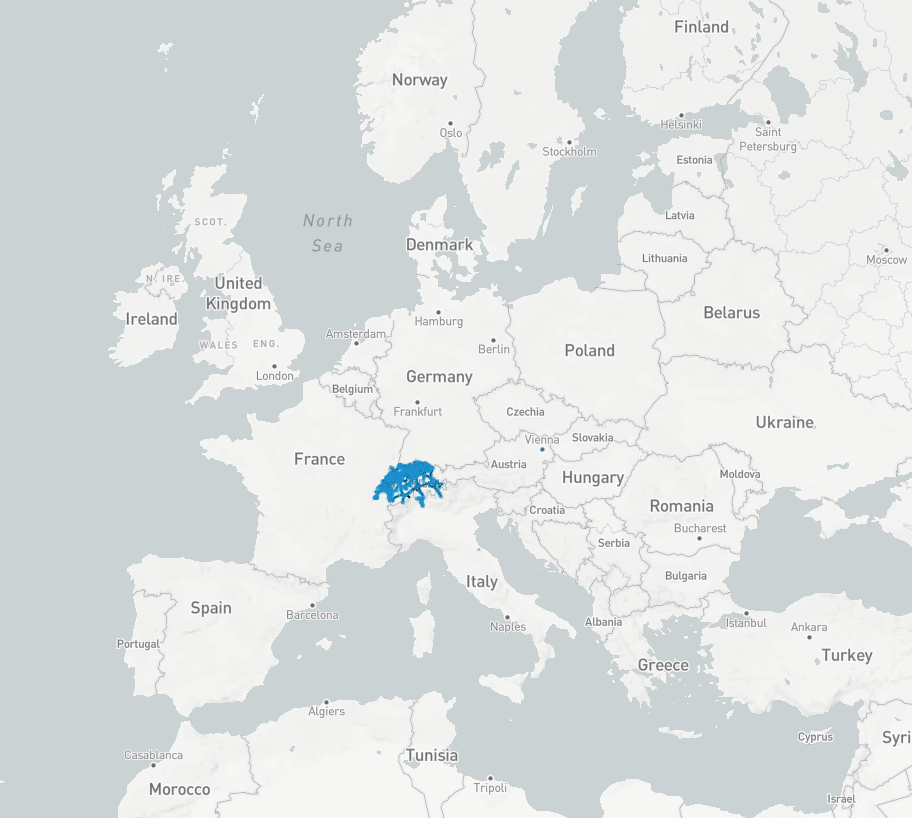 Finland
Norway
Oslo
Helsinki
Saint
Petersburg
Stockholm
Estonia
SCOT.
North
Sea
Latvia
Denmark
Lithuania
Moscow
N. IRE.
United
Kingdom
Ireland
Belarus
Hamburg
Amsterdam
WALES
ENG.
Berlin
Poland
London
Germany
Belgium
Frankfurt
Czechia
Ukraine
Vienna
Slovakia
France
Austria
Hungary
Moldova
Romania
Croatia
Bucharest
Serbia
Bulgaria
Italy
Spain
Barcelona
Naples
Albania
Istanbul
Ankara
Portugal
Turkey
Greece
Algiers
Cyprus
Syri
Casablanca
Tunisia
Morocco
Tripoli
Israel